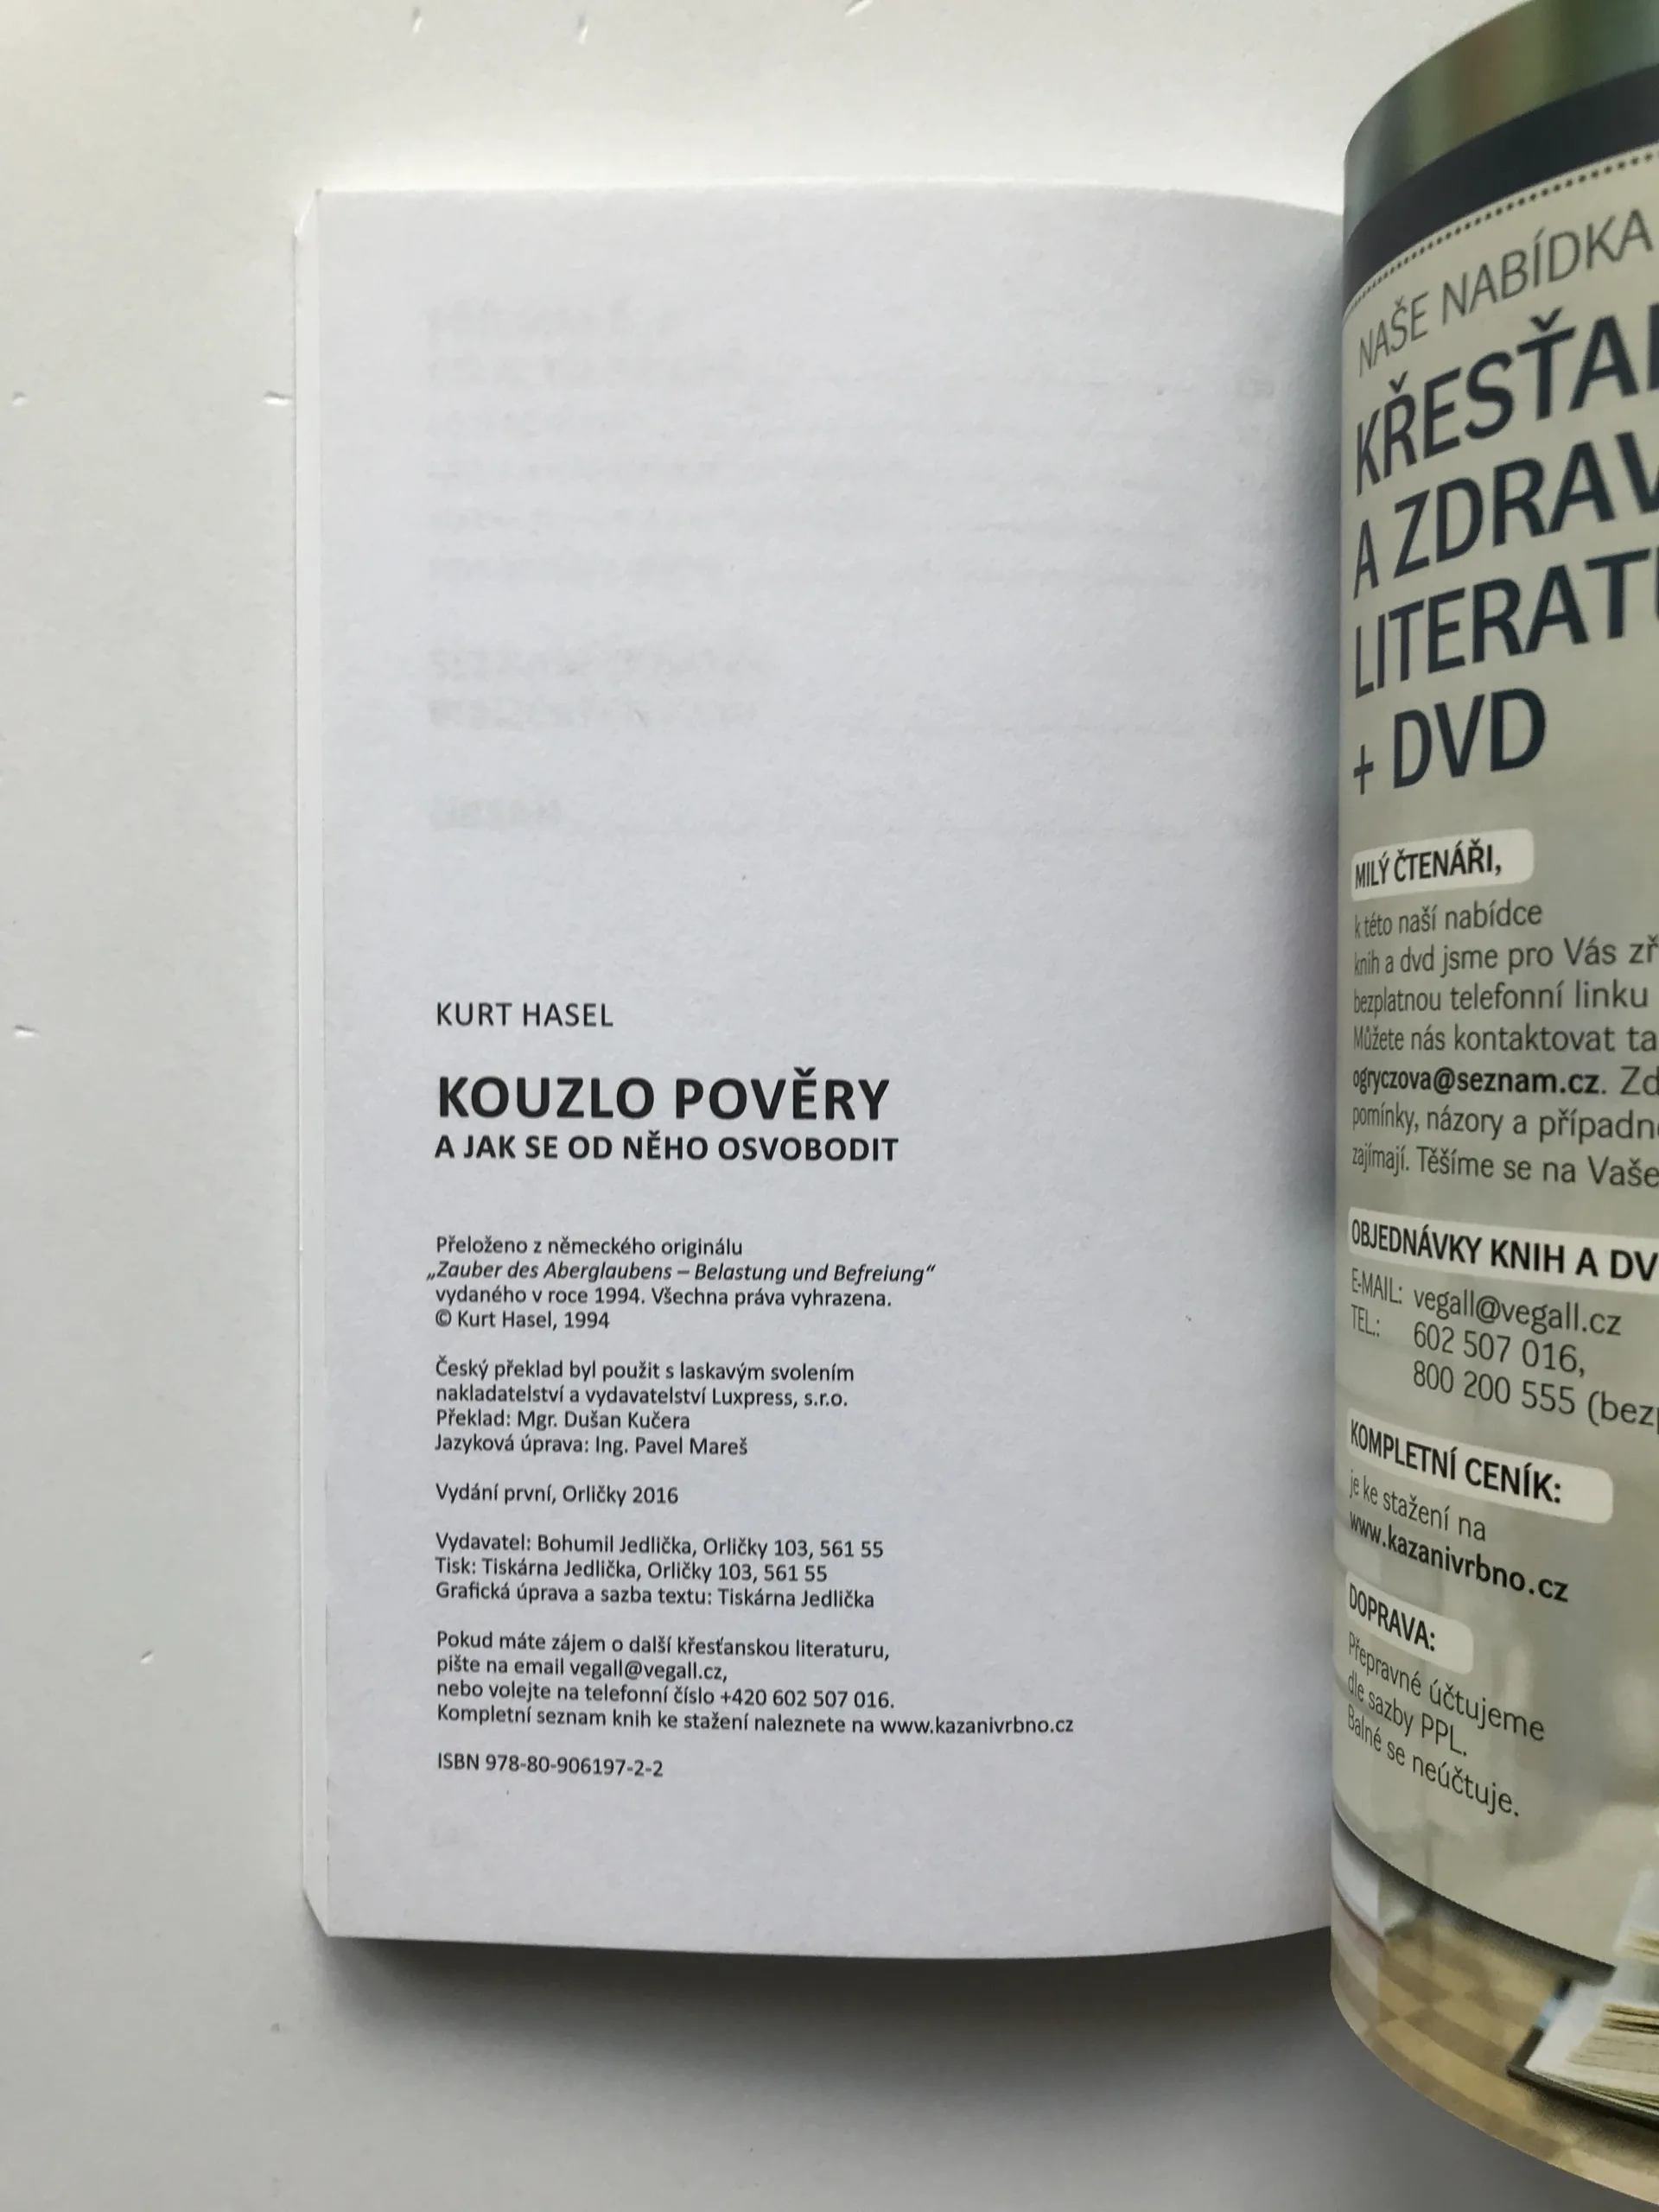 KURT HASEL
KOUZLO POVĚRY
A JAK SE OD NĚHO OSVOBODIT
Přeloženo z německého originálu
„Zauber des Aberglaubens – Belastung und Befreiung“
vydaného v roce 1994. Všechna práva vyhrazena.
© Kurt Hasel, 1994
Český překlad byl použit s laskavým svolením
nakladatelství a vydavatelství Luxpress, s.r.o.
Překlad: Mgr. Dušan Kučera
Jazyková úprava: Ing. Pavel Mareš
Vydání první, Orličky 2016
Vydavatel: Bohumil Jedlička, Orličky 103, 561 55
Tisk: Tiskárna Jedlička, Orličky 103, 561 55
Grafická úprava a sazba textu: Tiskárna Jedlička
Pokud máte zájem o další křesťanskou literaturu,
pište na email vegall@vegall.cz,
nebo volejte na telefonní číslo +420 602 507 016.
Kompletní seznam knih ke stažení naleznete na www.kazanivrbno.cz
ISBN 978-80-906197-2-2
NAŠE NABÍDKA
KŘESŤA
A ZDRAV
LITERAT
+ DVD
MILÝ ČTENÁŘI,
k této naší nabídce
knih a dvd jsme pro Vás zř
bezplatnou telefonní linku
Můžete nás kontaktovat ta
ogryczova@seznam.cz. Zd
pomínky, názory a případn
zajímají. Těšíme se na Vaše
OBJEDNÁVKY KNIH A DV
E-MAIL: vegall@vegall.cz
TEL.: 602 507 016,
800 200 555 (bezp
KOMPLETNÍ CENÍK:
je ke stažení na
www.kazanivrbno.cz
DOPRAVA:
Přepravné účtujeme
dle sazby PPL.
Balné se neúčtuje.